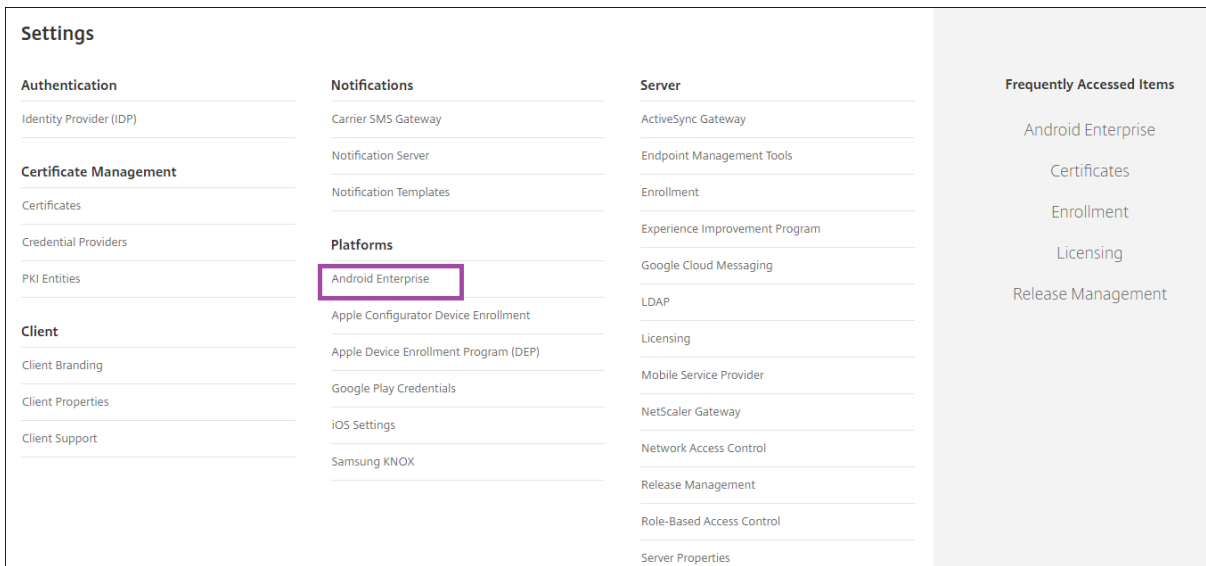 Settings
Authentication
Identity Provider (IDP)
Certificate Management
Certificates
Credential Providers
PKI Entities
Client
Client Branding
Client Properties
Client Support
Notifications
Carrier SMS Gateway
Notification Server
Notification Templates
Platforms
Android Enterprise
Apple Configurator Device Enrollment
Apple Device Enrollment Program (DEP)
Google Play Credentials
iOS Settings
Samsung KNOX
Server
ActiveSync Gateway
Endpoint Management Tools
Enrollment
Experience Improvement Program
Google Cloud Messaging
LDAP
Licensing
Mobile Service Provider
NetScaler Gateway
Network Access Control
Release Management
Role-Based Access Control
Server Properties
Frequently Accessed Items
Android Enterprise
Certificates
Enrollment
Licensing
Release Management